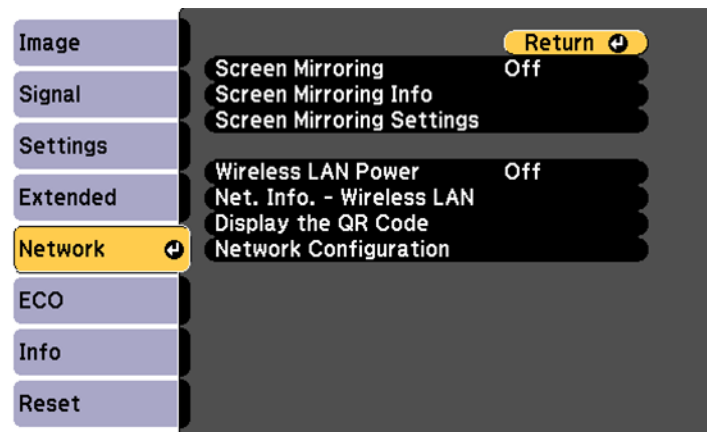 Image
Signal
Settings
Extended
Network
ECO
Info
Reset
Return
Screen Mirroring Off
Screen Mirroring Info
Screen Mirroring Settings
Wireless LAN Power Off
Net. Info. - Wireless LAN
Display the QR Code
Network Configuration